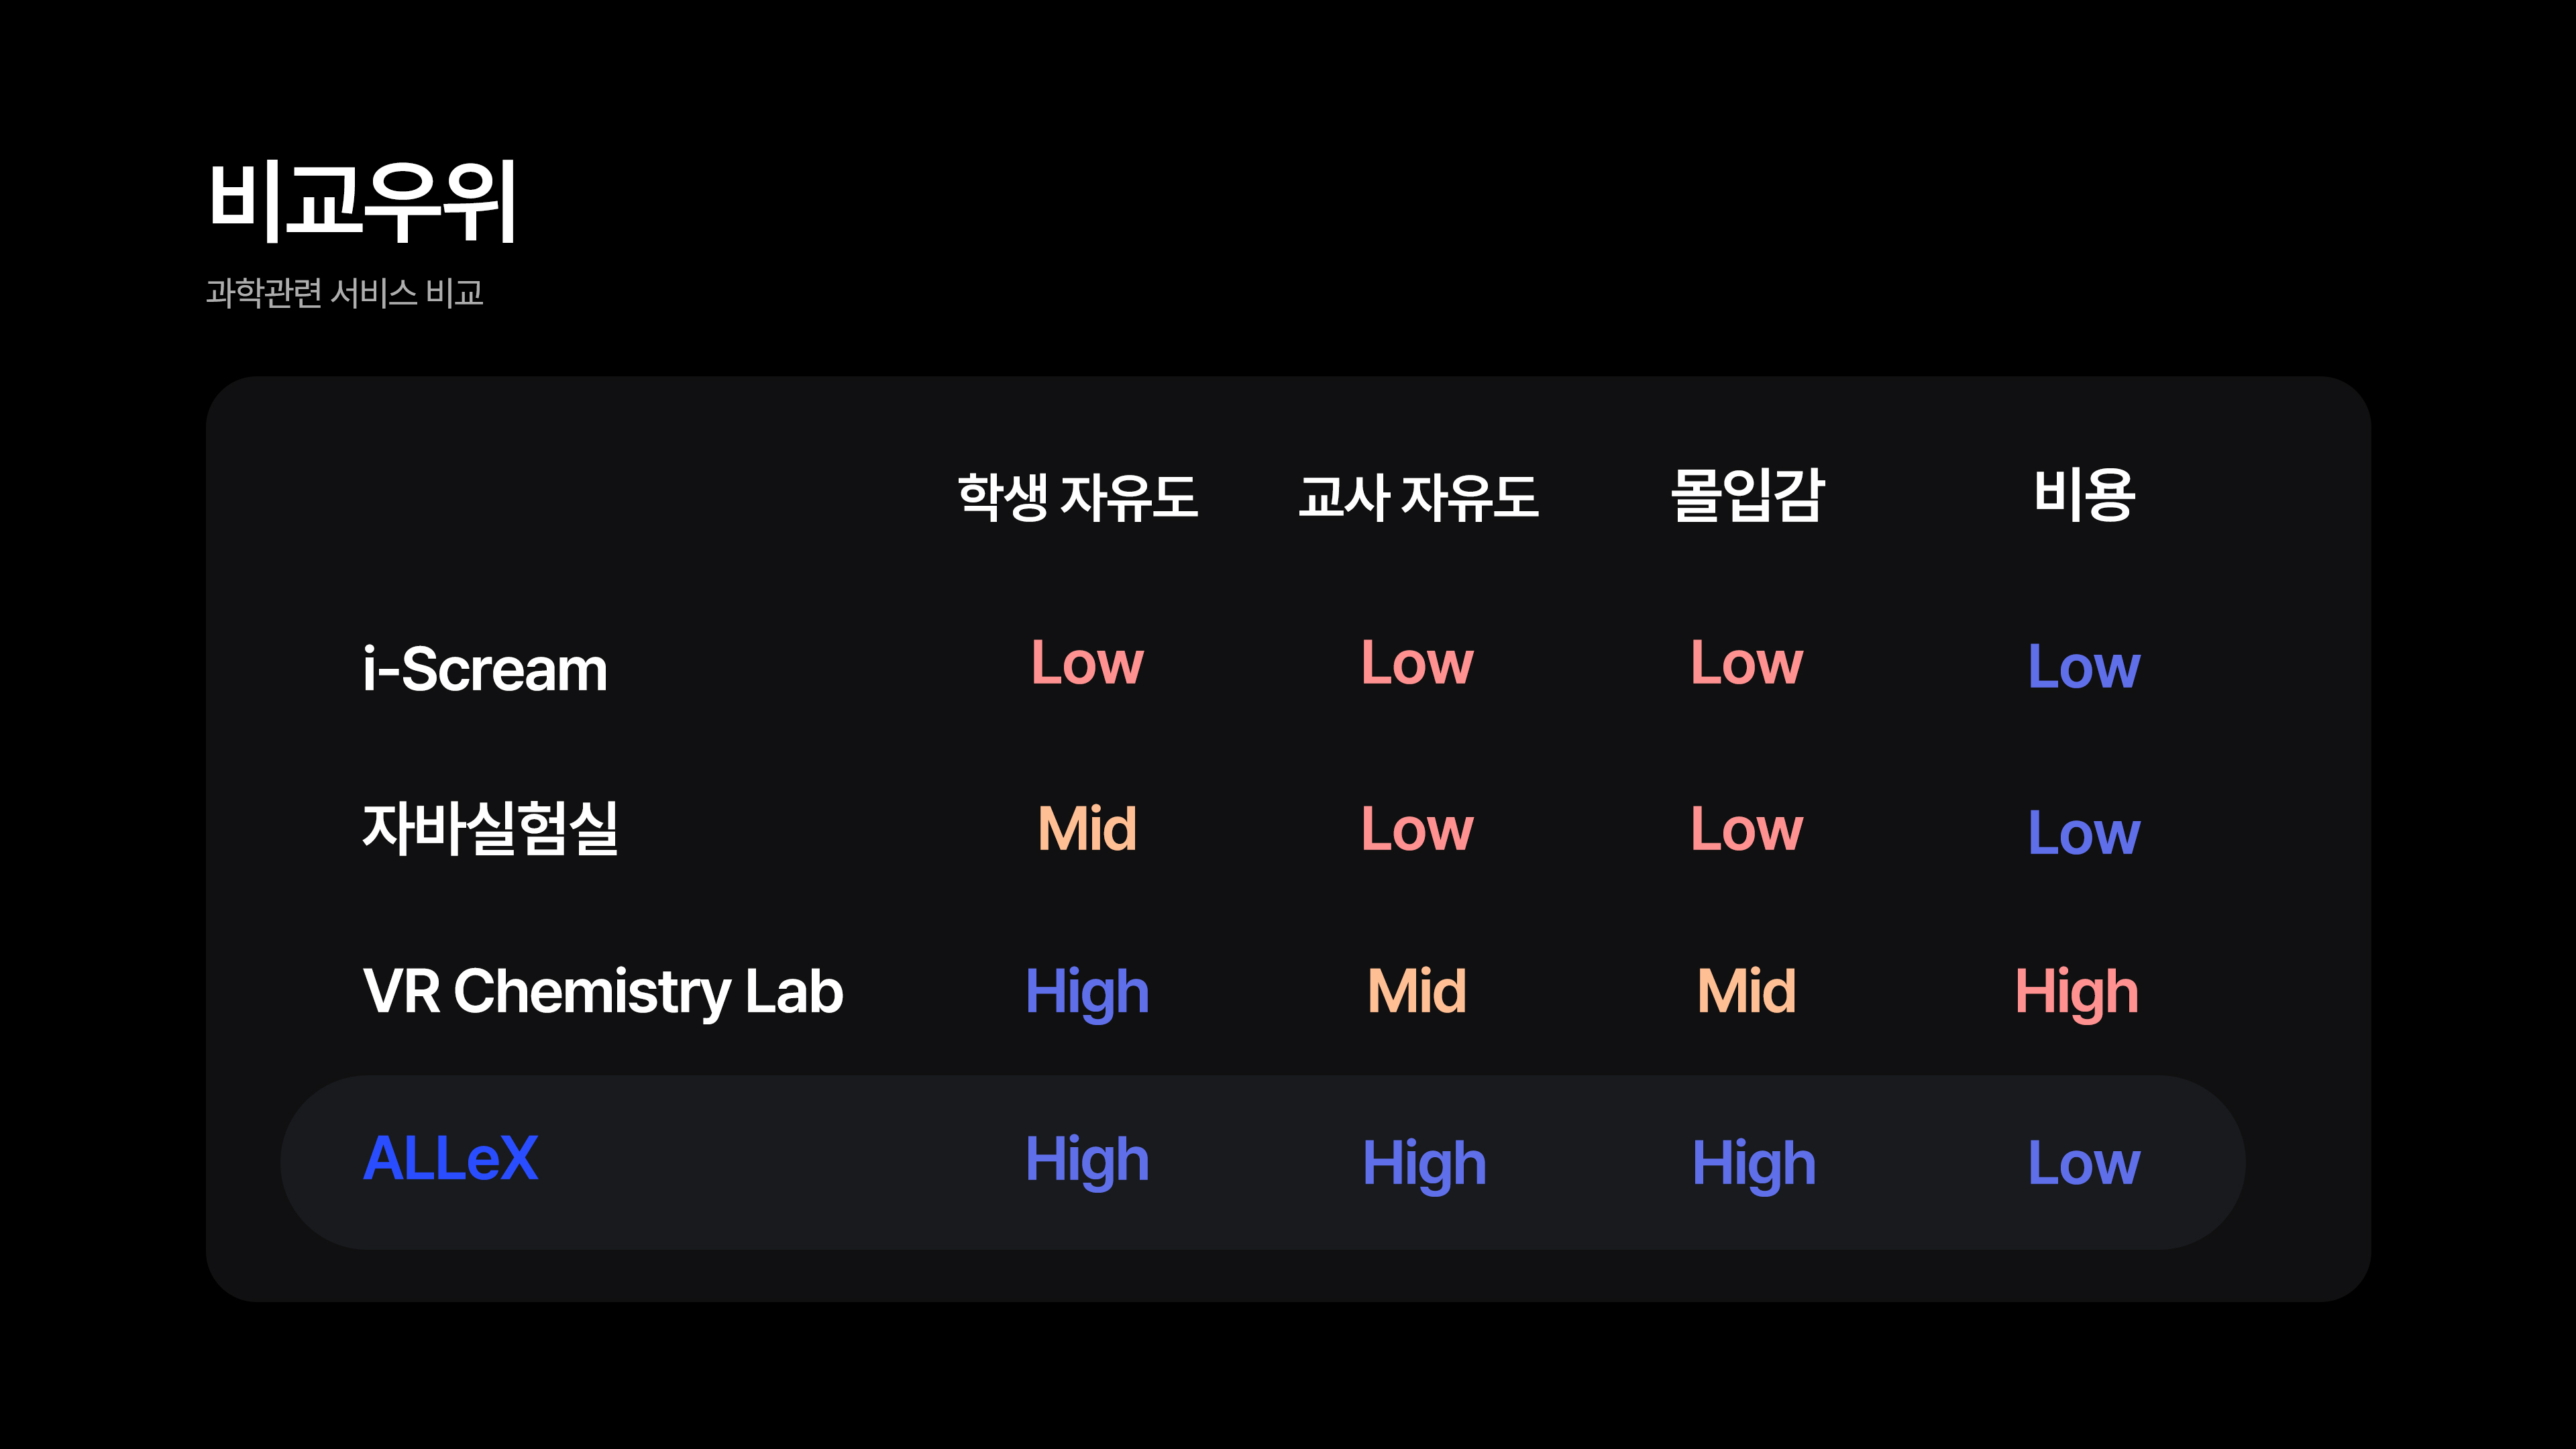 비교우위
과학관련 서비스 비교
학생 자유도 교사 자유도 몰입감 비용
i-Scream Low Low Low Low
자바실험실 Mid Low Low Low
VR Chemistry Lab High Mid Mid High
ALLeX High High High Low